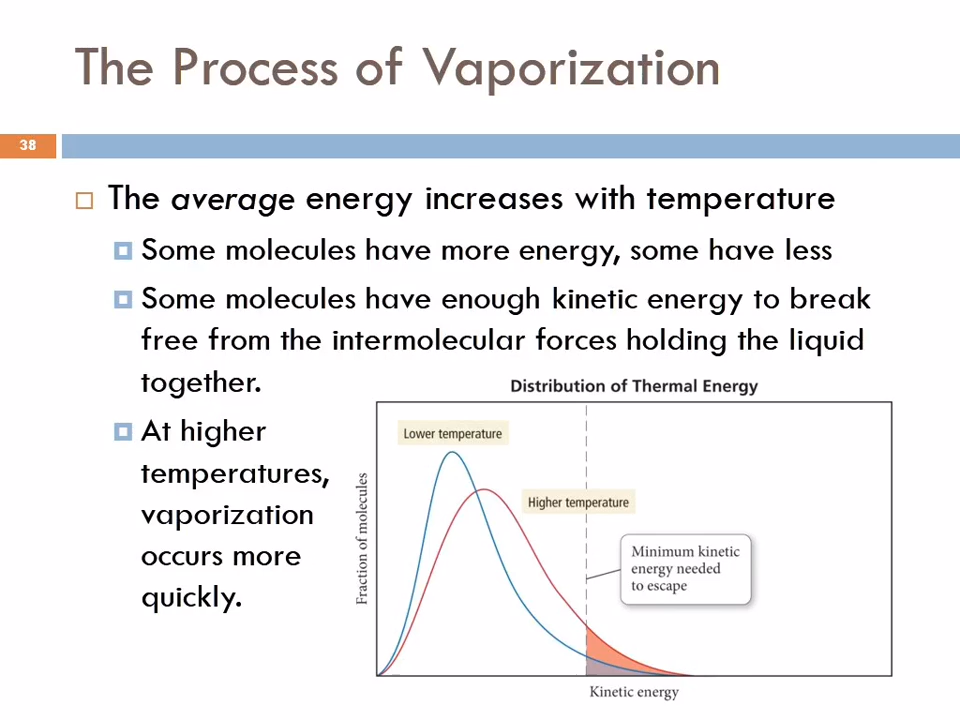 The Process of Vaporization
38
The average energy increases with temperature
Some molecules have more energy, some have less
Some molecules have enough kinetic energy to break
free from the intermolecular forces holding the liquid
together.
At higher
temperatures,
vaporization
occurs more
quickly.
Distribution of Thermal Energy
Lower temperature
Higher temperature
Minimum kinetic
energy needed
to escape
Fraction of molecules
Kinetic energy